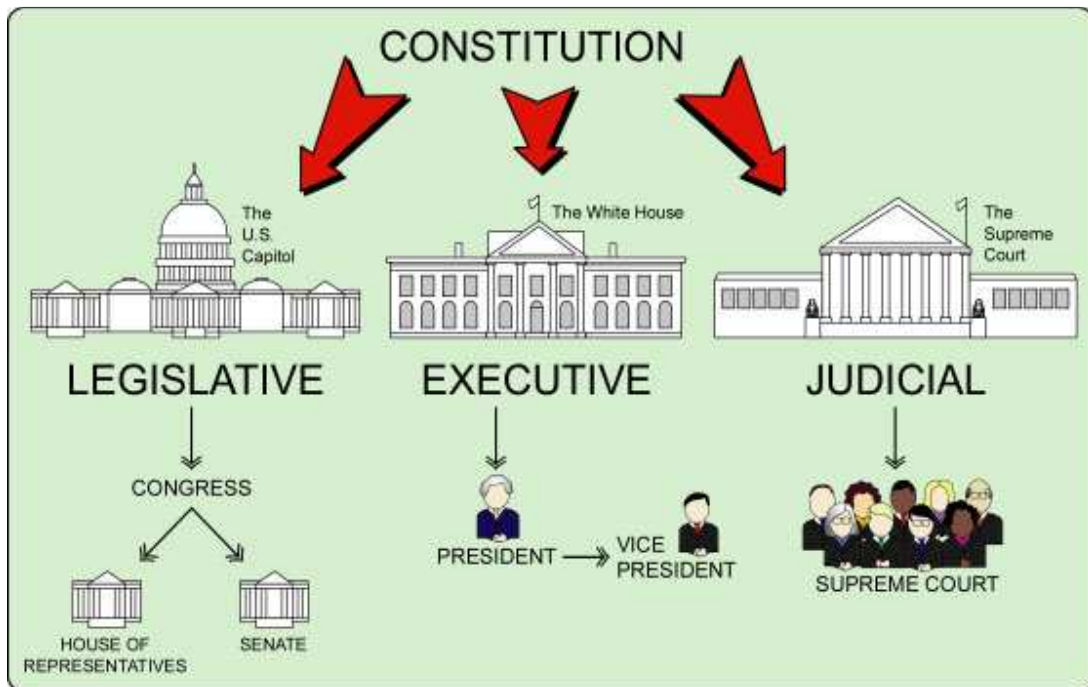 CONSTITUTION
The
U.S.
Capitol
The White House
The
Supreme
Court
LEGISLATIVE
EXECUTIVE
JUDICIAL
CONGRESS
HOUSE OF
REPRESENTATIVES
SENATE
PRESIDENT
VICE
PRESIDENT
SUPREME COURT